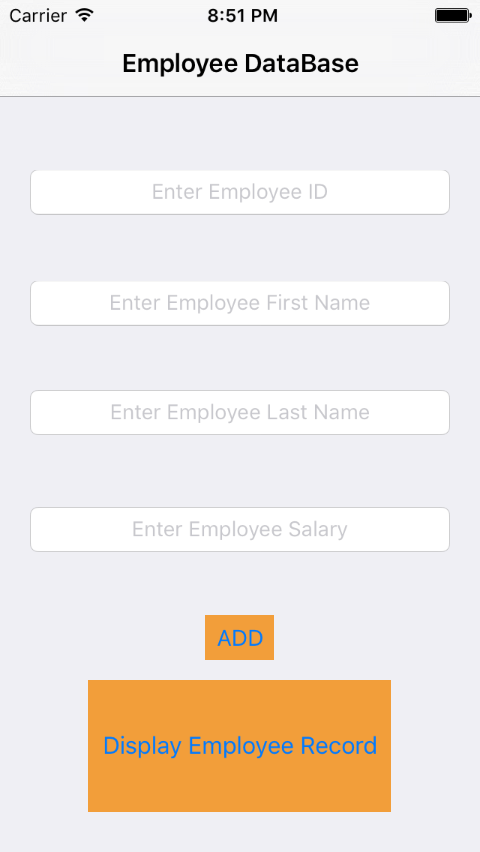 Carrier 8:51 PM
Employee DataBase
Enter Employee ID
Enter Employee First Name
Enter Employee Last Name
Enter Employee Salary
ADD
Display Employee Record